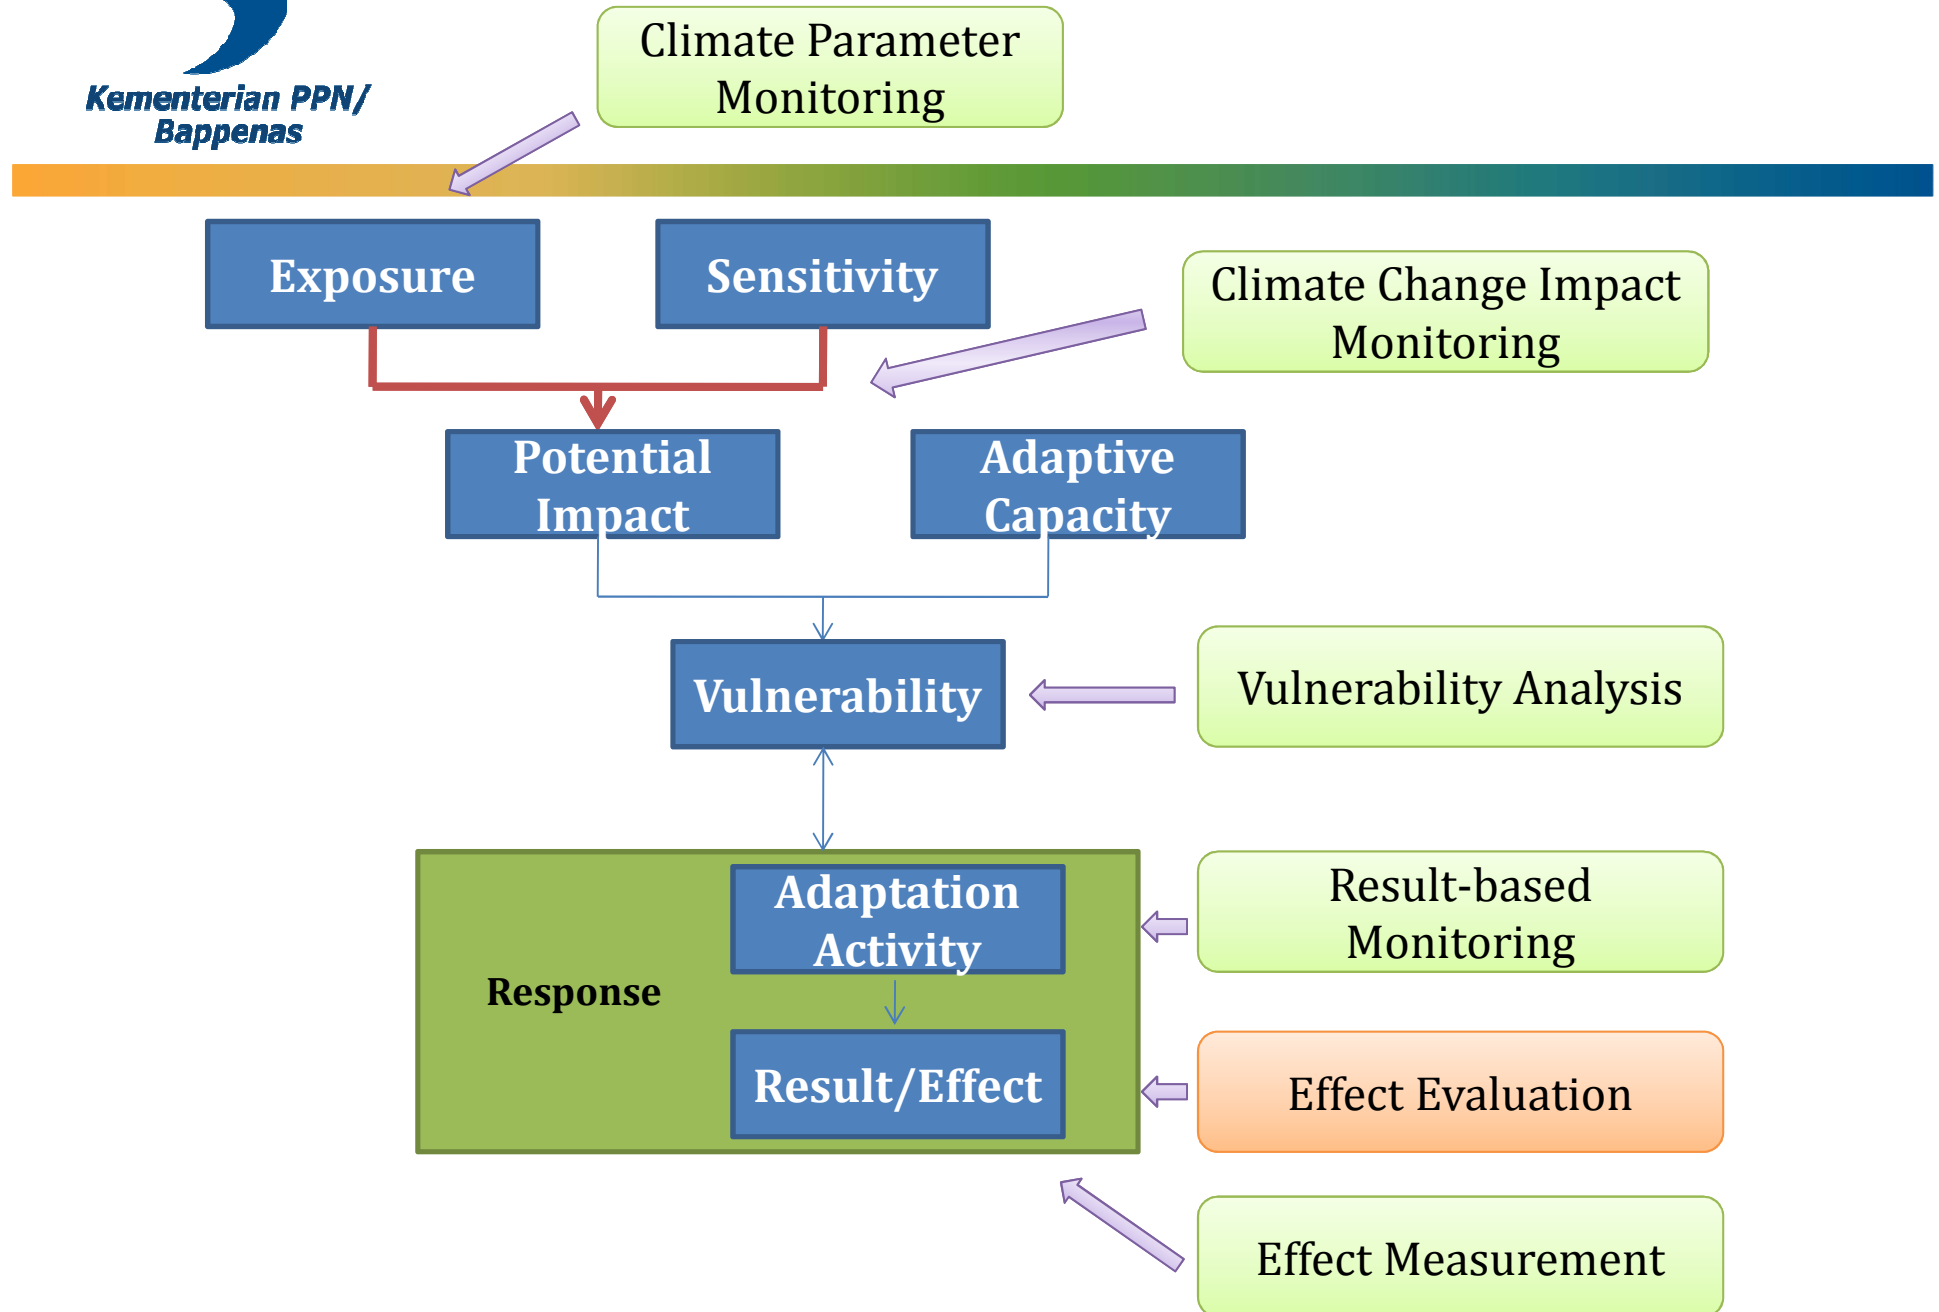 Kementerian PPN/
Bappenas
Climate Parameter
Monitoring
Exposure
Sensitivity
Climate Change Impact
Monitoring
Potential
Impact
Adaptive
Capacity
Vulnerability
Vulnerability Analysis
Response
Adaptation
Activity
Result-based
Monitoring
Result/Effect
Effect Evaluation
Effect Measurement